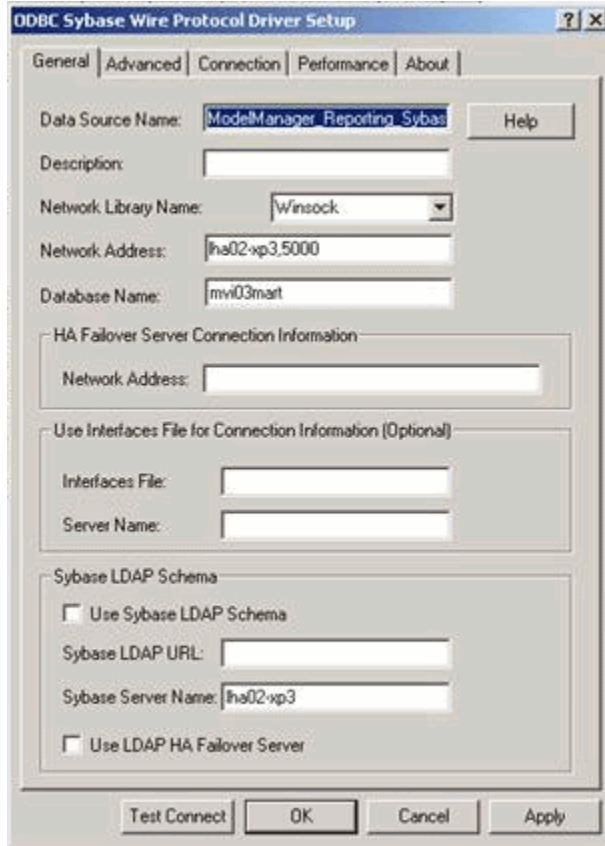 ODBC Sybase Wire Protocol Driver Setup
General Advanced Connection Performance About
Data Source Name: ModelManager_Reporting_Sybas Help
Description:
Network Library Name: Winsock
Network Address: lha02-xp3,5000
Database Name: mvi03mart
HA Failover Server Connection Information
Network Address:
Use Interfaces File for Connection Information (Optional)
Interfaces File:
Server Name:
Sybase LDAP Schema
Use Sybase LDAP Schema
Sybase LDAP URL:
Sybase Server Name: lha02-xp3
Use LDAP HA Failover Server
Test Connect OK Cancel Apply